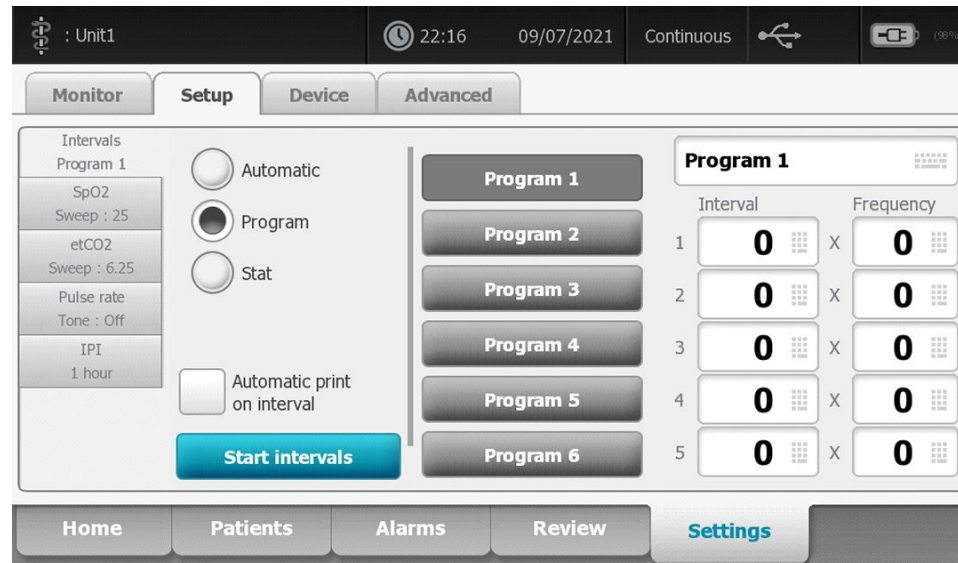 : Unit1 22:16 09/07/2021 Continuous (98%
Monitor Setup Device Advanced
Intervals
Program 1
SpO2
Sweep : 25
etCO2
Sweep : 6.25
Pulse rate
Tone : Off
IPI
1 hour
Automatic
Program
Stat
Automatic print
on interval
Start intervals
Program 1
Program 2
Program 3
Program 4
Program 5
Program 6
Program 1
Interval Frequency
1 0 X 0
2 0 X 0
3 0 X 0
4 0 X 0
5 0 X 0
Home Patients Alarms Review Settings